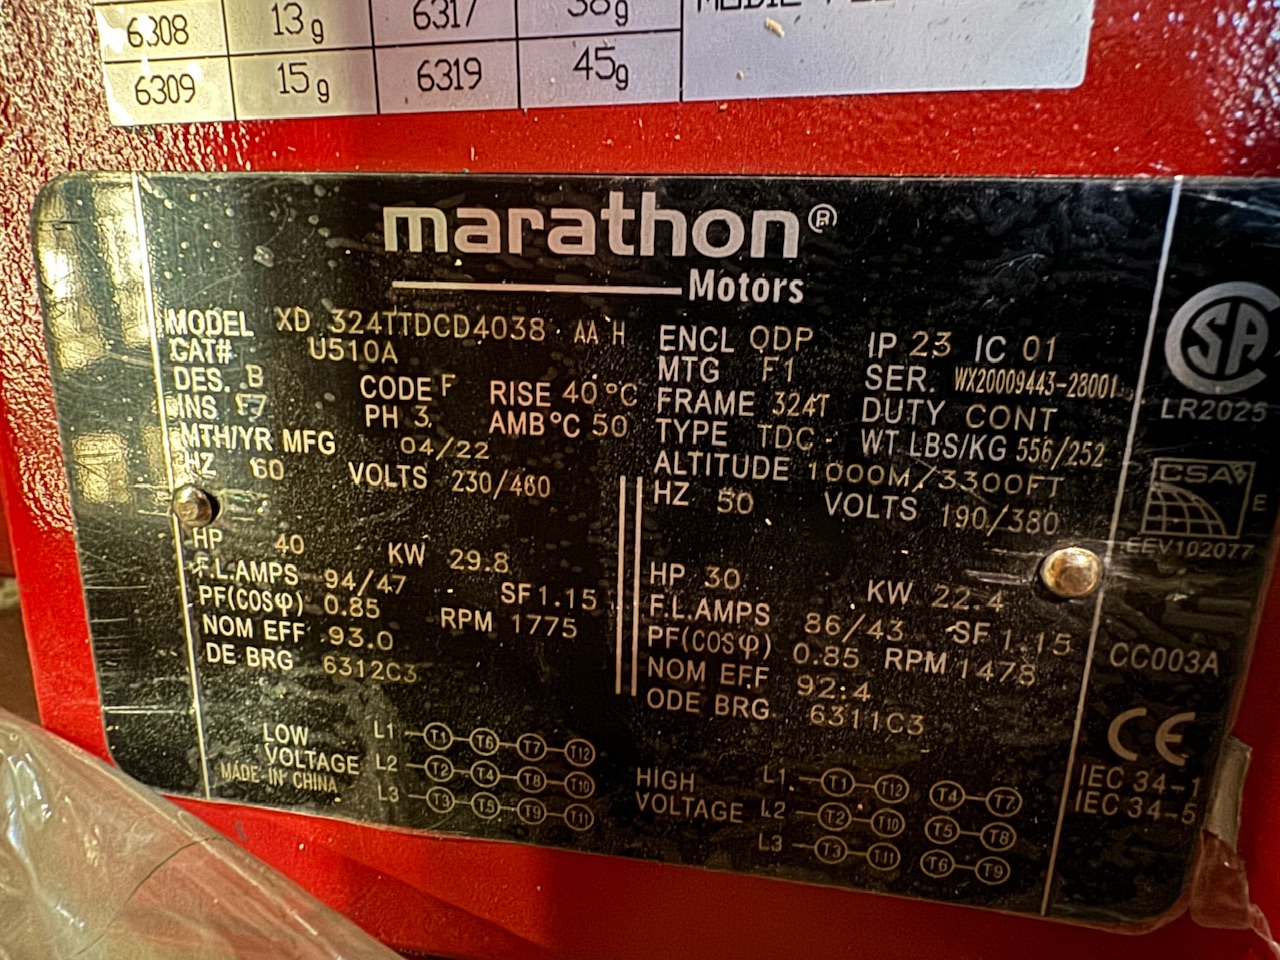 6308 13g 6317 38g
6309 15g 6319 45g
marathon®
Motors
MODEL XD 324TTDCD4038 AA H
CAT# U510A
DES. B CODE F RISE 40°C
INS F7 PH 3 AMB°C 50
MTH/YR MFG 04/22
HZ 60 VOLTS 230/460
HP 40 KW 29.8
F.L.AMPS 94/47 SF 1.15
PF(COSφ) 0.85 RPM 1775
NOM EFF 93.0
DE BRG 6312C3
ENCL ODP IP 23 IC 01
MTG F1 SER. WX20009443-28001
FRAME 324T DUTY CONT
TYPE TDC WT LBS/KG 556/252
ALTITUDE 1000M/3300FT
HZ 50 VOLTS 190/380
HP 30 KW 22.4
F.L.AMPS 86/43 SF 1.15
PF(COSφ) 0.85 RPM 1478
NOM EFF 92.4
ODE BRG 6311C3
LOW VOLTAGE
MADE IN CHINA
L1 T1 T6 T7 T12
L2 T2 T4 T8 T10
L3 T3 T5 T9 T11
HIGH VOLTAGE
L1 T1 T12 T4 T7
L2 T2 T10 T5 T8
L3 T3 T11 T6 T9
SA
LR2025
CSA
E
EEV102077
CC003A
CE
IEC 34-1
IEC 34-5